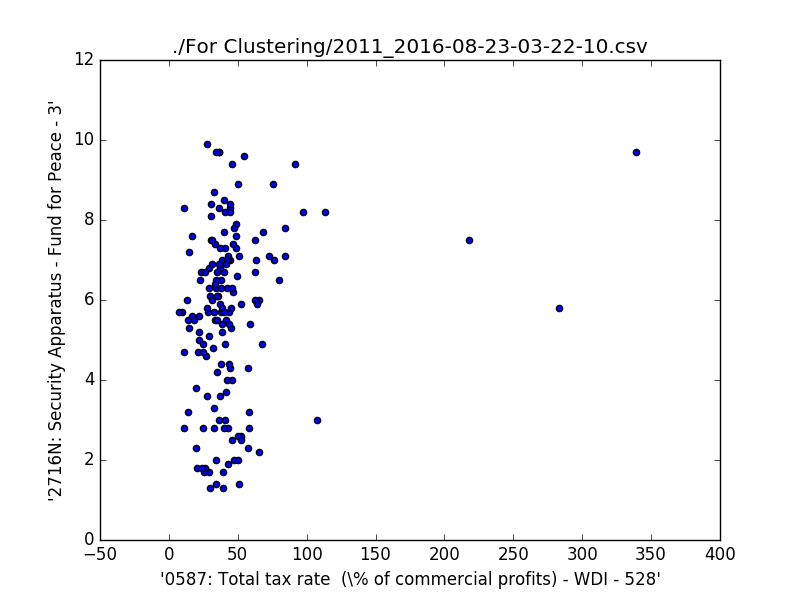 ./For Clustering/2011_2016-08-23-03-22-10.csv
12
10
8
6
4
2
0
'2716N: Security Apparatus - Fund for Peace - 3'
−50 0 50 100 150 200 250 300 350 400
'0587: Total tax rate  (\% of commercial profits) - WDI - 528'